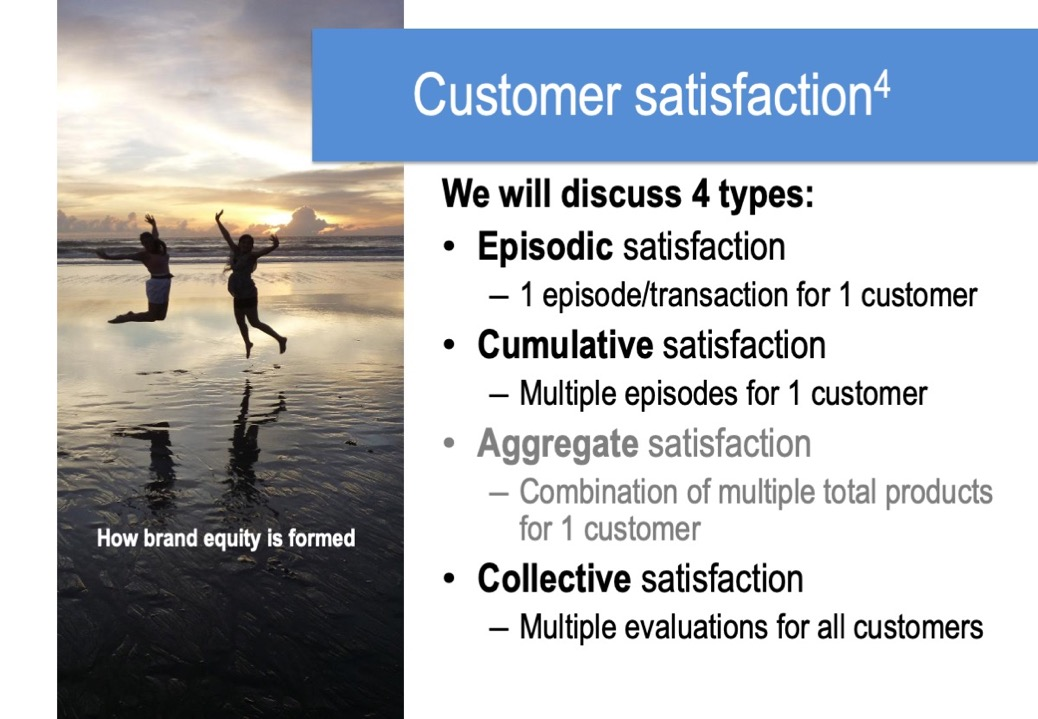 Customer satisfaction⁴
We will discuss 4 types:
• Episodic satisfaction
– 1 episode/transaction for 1 customer
• Cumulative satisfaction
– Multiple episodes for 1 customer
• Aggregate satisfaction
– Combination of multiple total products
for 1 customer
• Collective satisfaction
– Multiple evaluations for all customers
How brand equity is formed